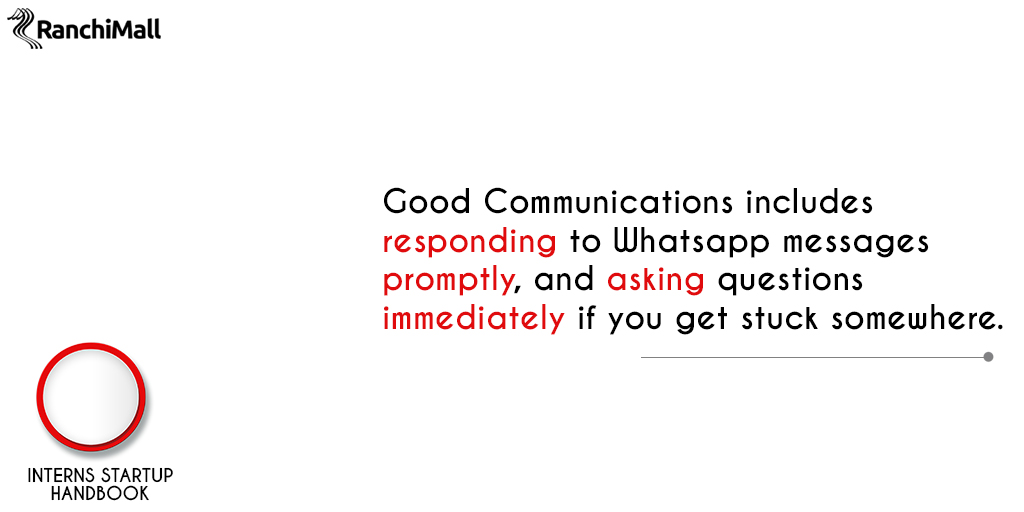 RanchiMall
Good Communications includes
responding to Whatsapp messages
promptly, and asking questions
immediately if you get stuck somewhere.
INTERNS STARTUP
HANDBOOK